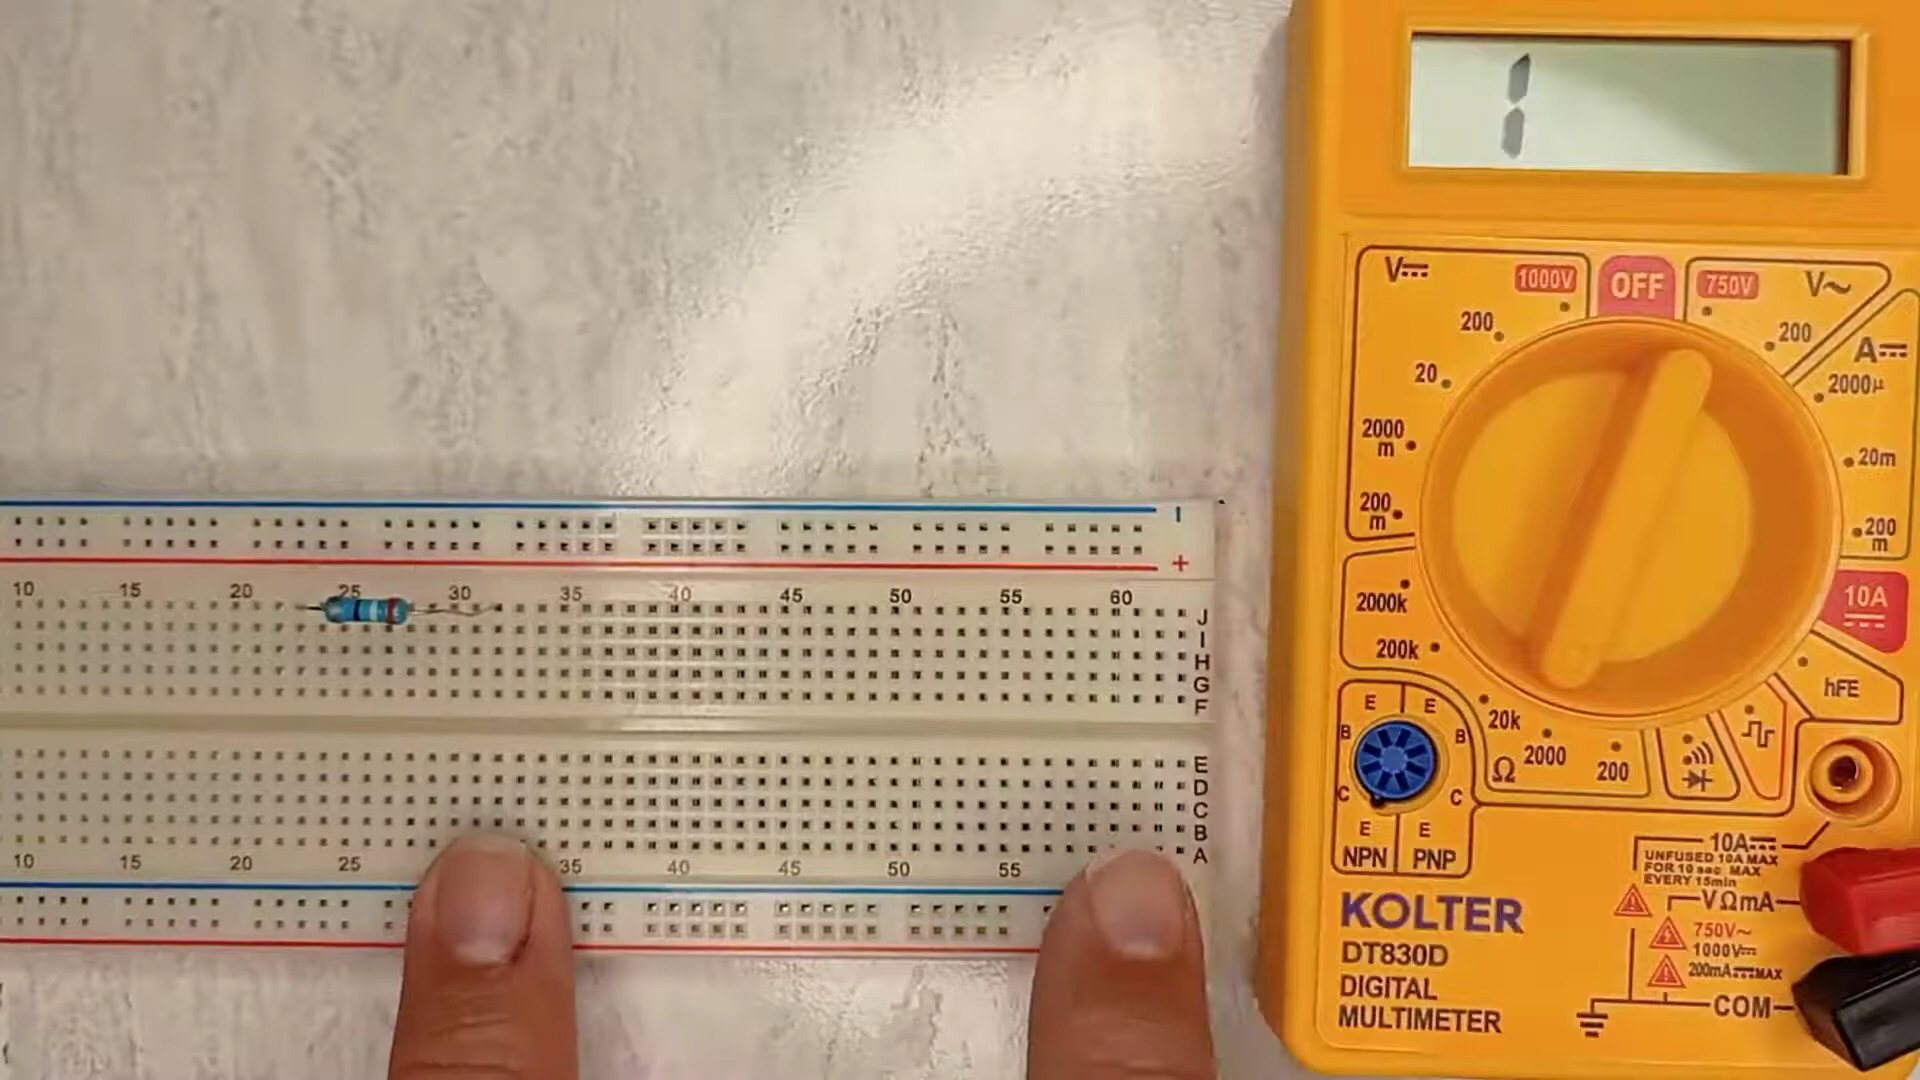 1
V⎓
1000V
OFF
750V
V~
200
200
A⎓
20
2000µ
2000
m
20m
200
m
200
m
2000k
10A
200k
hFE
20k
Ω
2000
200
E
E
B
B
C
C
E
E
NPN
PNP
10A⎓
UNFUSED 10A MAX
FOR 10 sec MAX
EVERY 15min
VΩmA
KOLTER
750V~
1000V⎓
DT830D
200mA⎓MAX
DIGITAL
COM
MULTIMETER
-
+
10 15 20 25 30 35 40 45 50 55 60
J
I
H
G
F
E
D
C
B
A
10 15 20 25 35 40 45 50 55